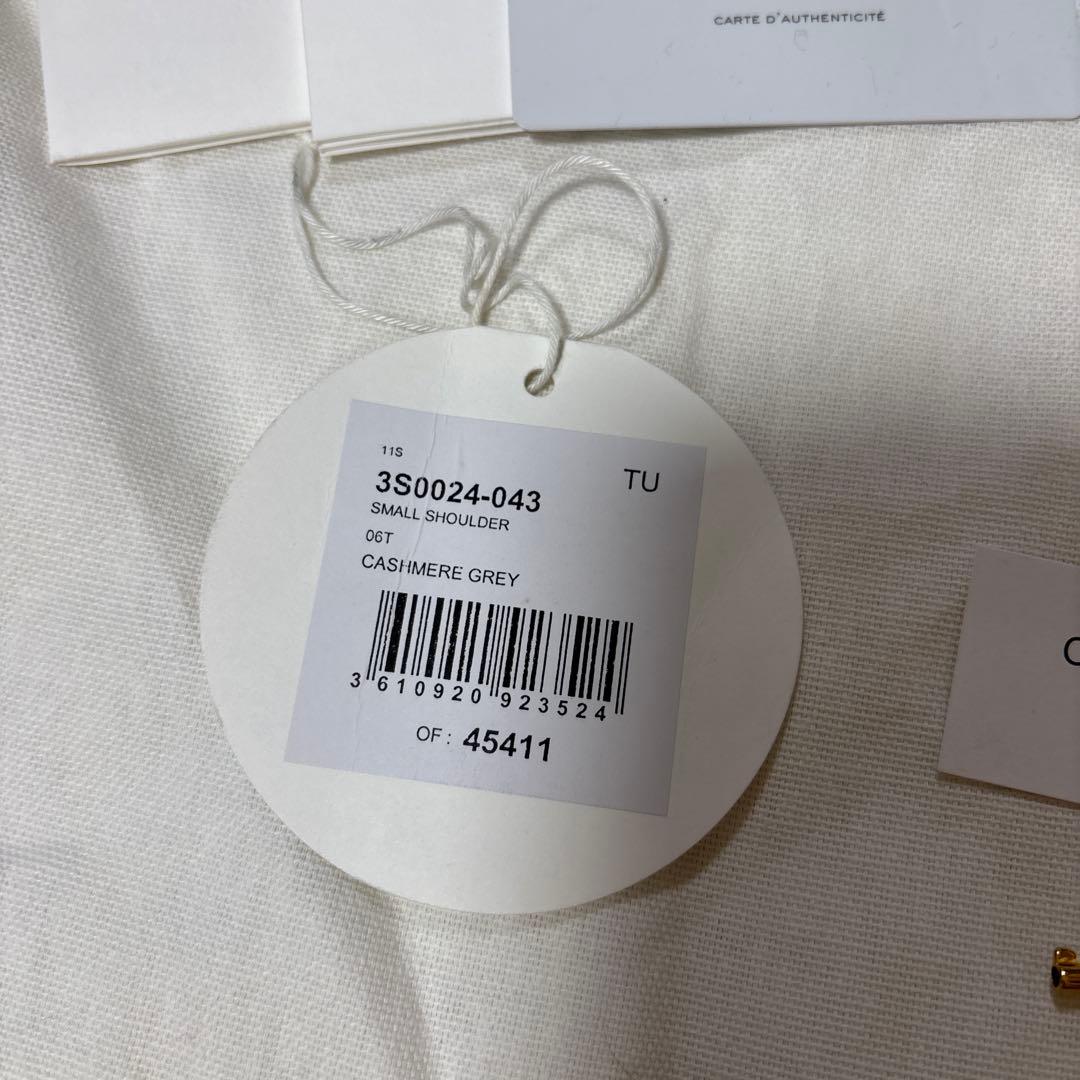 CARTE D'AUTHENTICITÉ
11S
TU
3S0024-043
SMALL SHOULDER
06T
CASHMERE GREY
3 610920 923524
OF: 45411
C